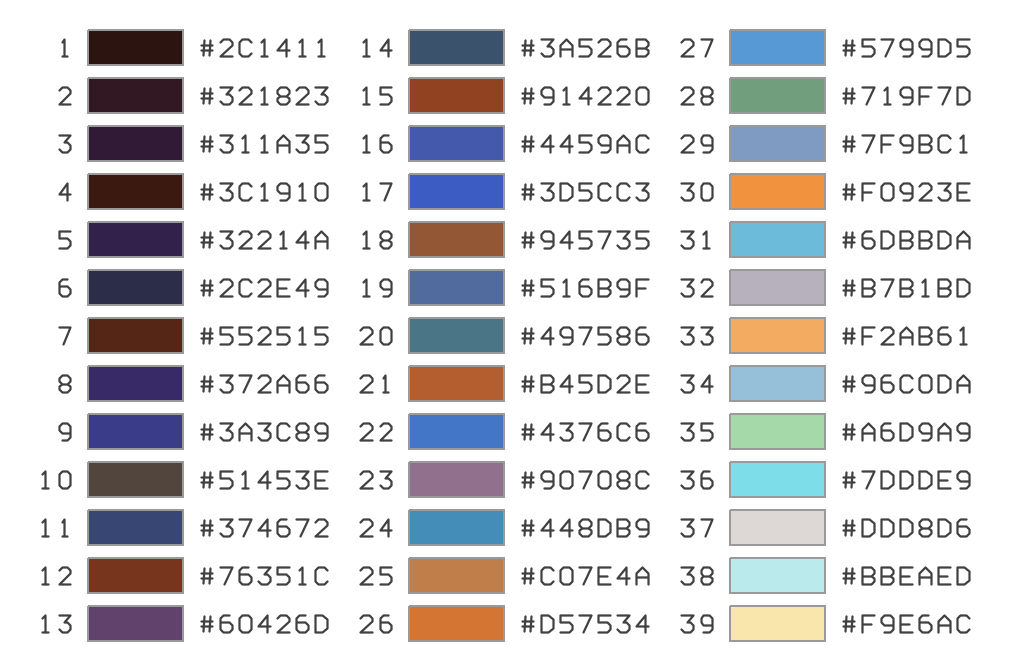 1 #2C1411
2 #321823
3 #311A35
4 #3C1910
5 #32214A
6 #2C2E49
7 #552515
8 #372A66
9 #3A3C89
10 #51453E
11 #374672
12 #76351C
13 #60426D
14 #3A526B
15 #914220
16 #4459AC
17 #3D5CC3
18 #945735
19 #516B9F
20 #497586
21 #B45D2E
22 #4376C6
23 #90708C
24 #448DB9
25 #C07E4A
26 #D57534
27 #5799D5
28 #719F7D
29 #7F9BC1
30 #F0923E
31 #6DBBDA
32 #B7B1BD
33 #F2AB61
34 #96C0DA
35 #A6D9A9
36 #7DDDE9
37 #DDD8D6
38 #BBEAED
39 #F9E6AC